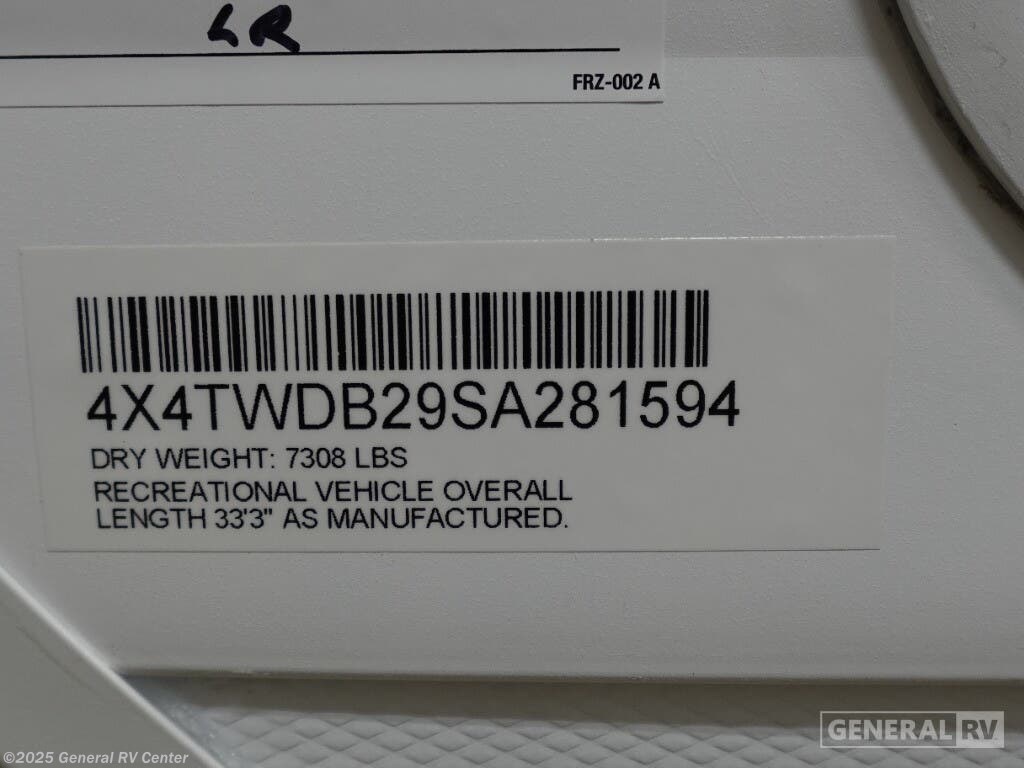 LR
FRZ-002 A
4X4TWDB29SA281594
DRY WEIGHT: 7308 LBS
RECREATIONAL VEHICLE OVERALL
LENGTH 33'3" AS MANUFACTURED.
GENERAL RV
©2025 General RV Center